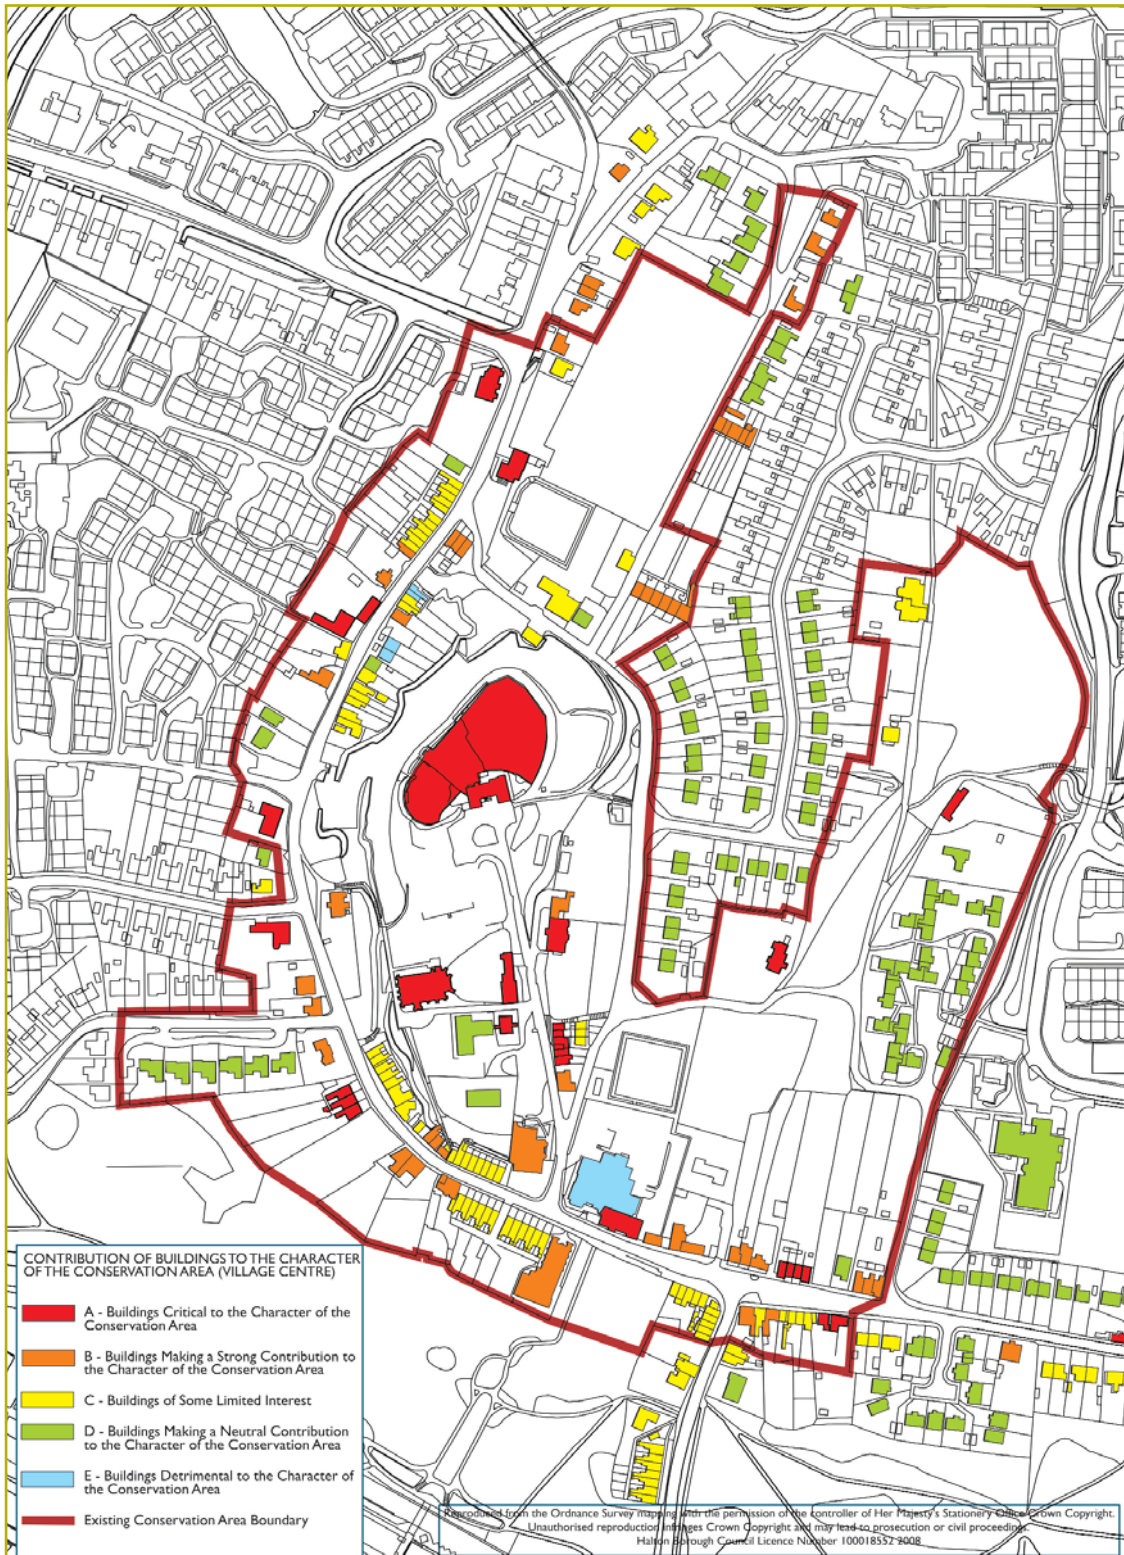 CONTRIBUTION OF BUILDINGS TO THE CHARACTER
OF THE CONSERVATION AREA (VILLAGE CENTRE)
A - Buildings Critical to the Character of the
Conservation Area
B - Buildings Making a Strong Contribution to
the Character of the Conservation Area
C - Buildings of Some Limited Interest
D - Buildings Making a Neutral Contribution
to the Character of the Conservation Area
E - Buildings Detrimental to the Character of
the Conservation Area
Existing Conservation Area Boundary
Reproduced from the Ordnance Survey mapping with the permission of the controller of Her Majesty's Stationery Office Crown Copyright.
Unauthorised reproduction infringes Crown Copyright and may lead to prosecution or civil proceedings.
Halton Borough Council Licence Number 100018552 2008